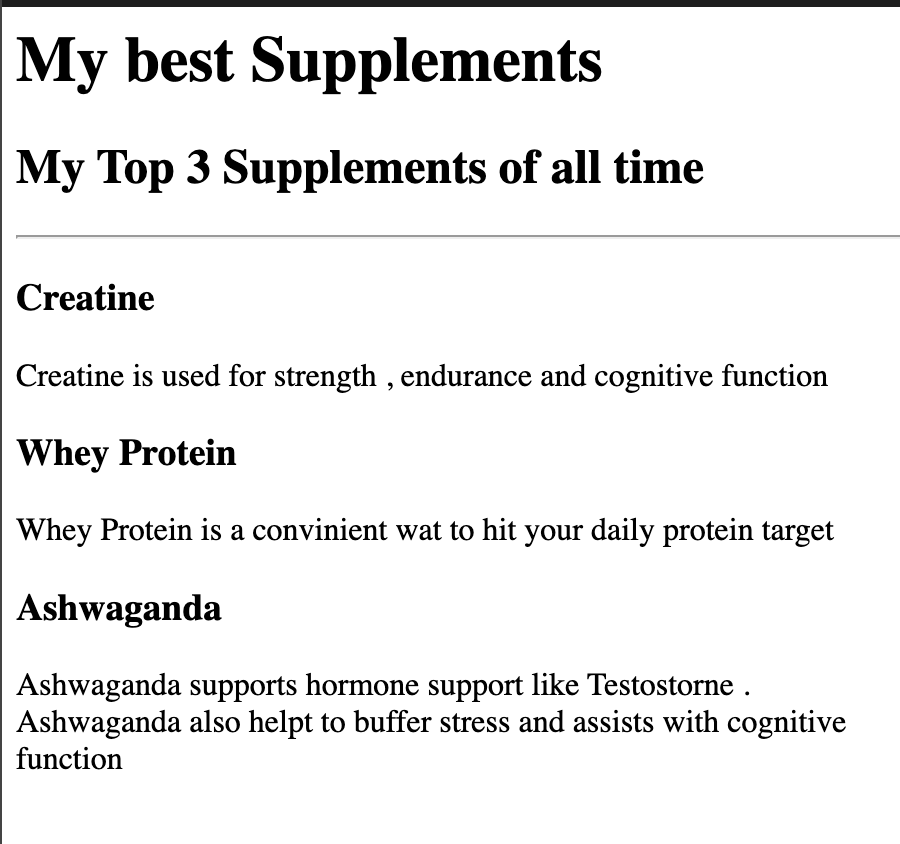 My best Supplements
My Top 3 Supplements of all time
Creatine
Creatine is used for strength , endurance and cognitive function
Whey Protein
Whey Protein is a convinient wat to hit your daily protein target
Ashwaganda
Ashwaganda supports hormone support like Testostorne .
Ashwaganda also helpt to buffer stress and assists with cognitive
function